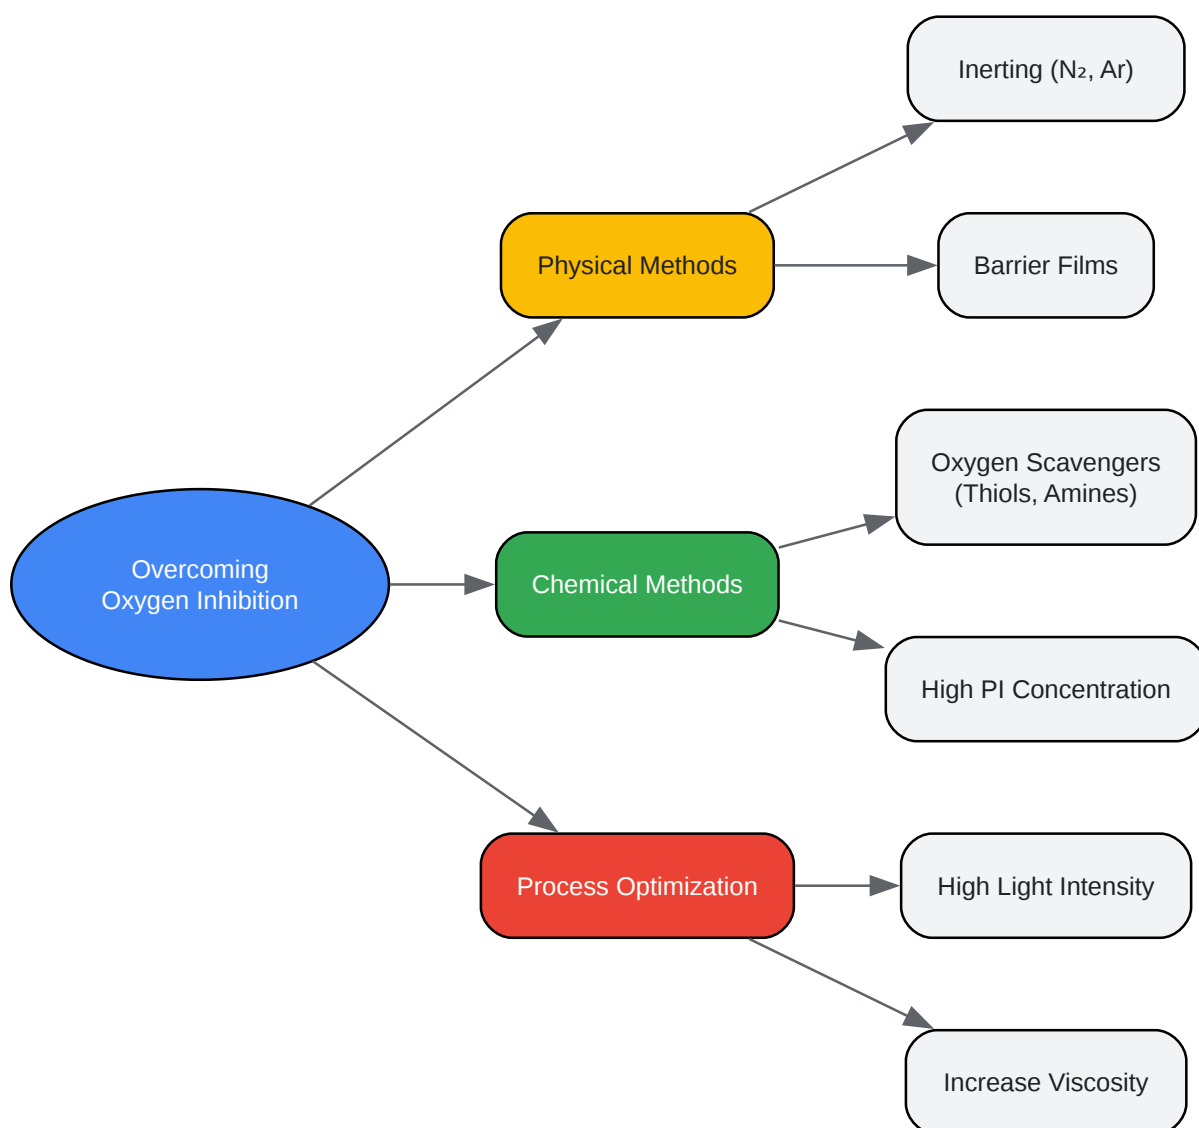 Inerting (N₂, Ar)
Physical Methods
Barrier Films
Oxygen Scavengers
(Thiols, Amines)
Overcoming
Oxygen Inhibition
Chemical Methods
High PI Concentration
Process Optimization
High Light Intensity
Increase Viscosity